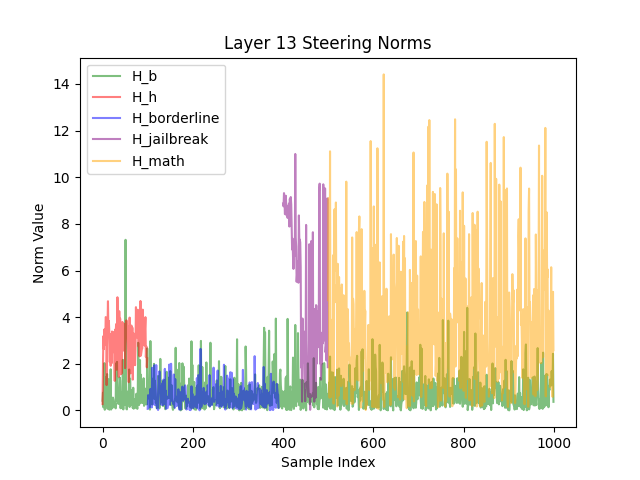 Layer 13 Steering Norms
H_b
H_h
H_borderline
H_jailbreak
H_math
Norm Value
14
12
10
8
6
4
2
0
0
200
400
600
800
1000
Sample Index